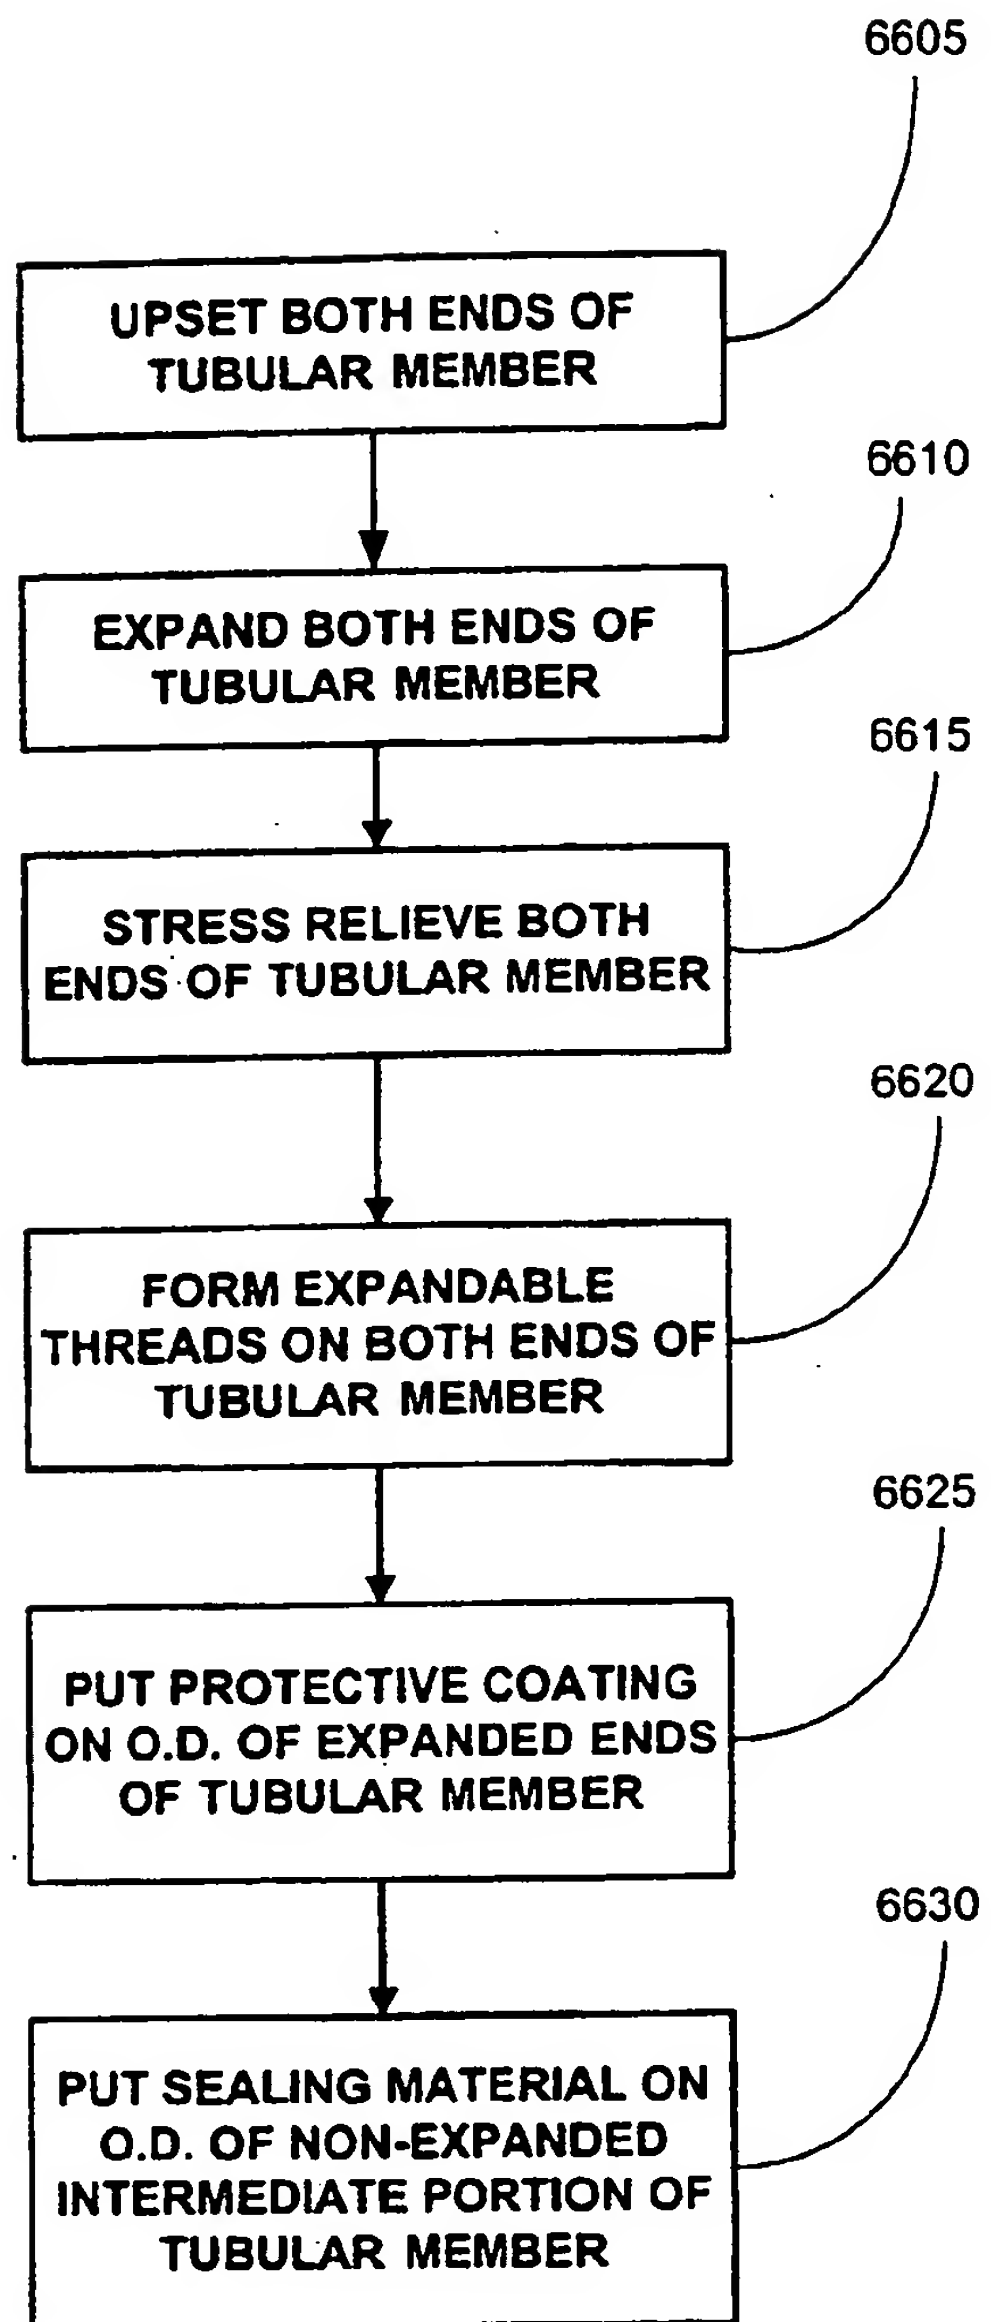 6605
UPSET BOTH ENDS OF
TUBULAR MEMBER
6610
EXPAND BOTH ENDS OF
TUBULAR MEMBER
6615
STRESS RELIEVE BOTH
ENDS OF TUBULAR MEMBER
6620
FORM EXPANDABLE
THREADS ON BOTH ENDS OF
TUBULAR MEMBER
6625
PUT PROTECTIVE COATING
ON O.D. OF EXPANDED ENDS
OF TUBULAR MEMBER
6630
PUT SEALING MATERIAL ON
O.D. OF NON-EXPANDED
INTERMEDIATE PORTION OF
TUBULAR MEMBER